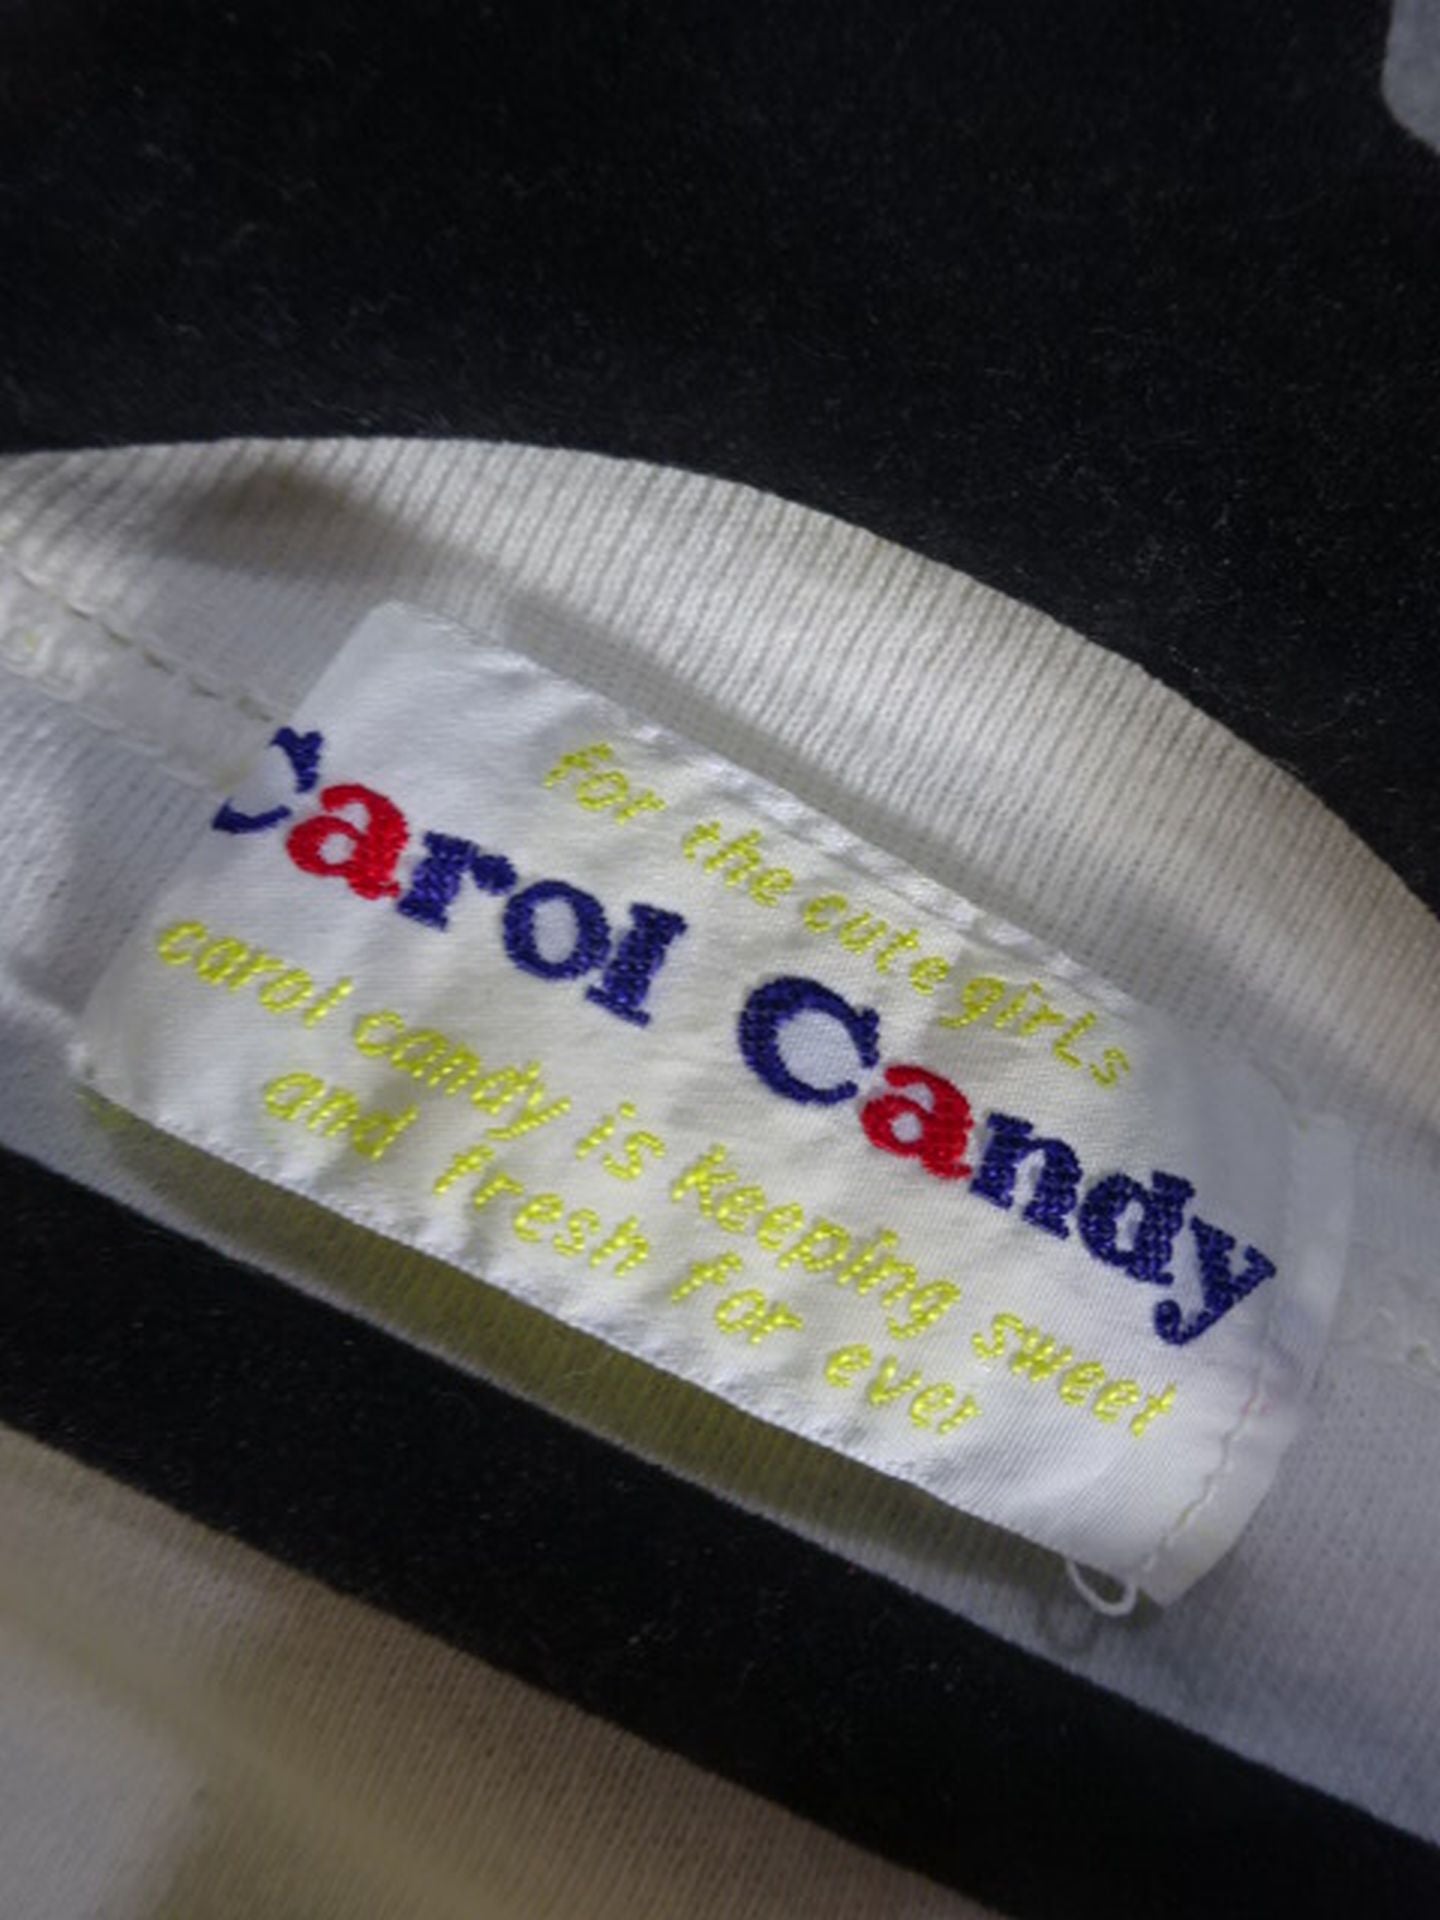 for the cute girls
Carol Candy
carol candy is keeping sweet
and fresh for ever